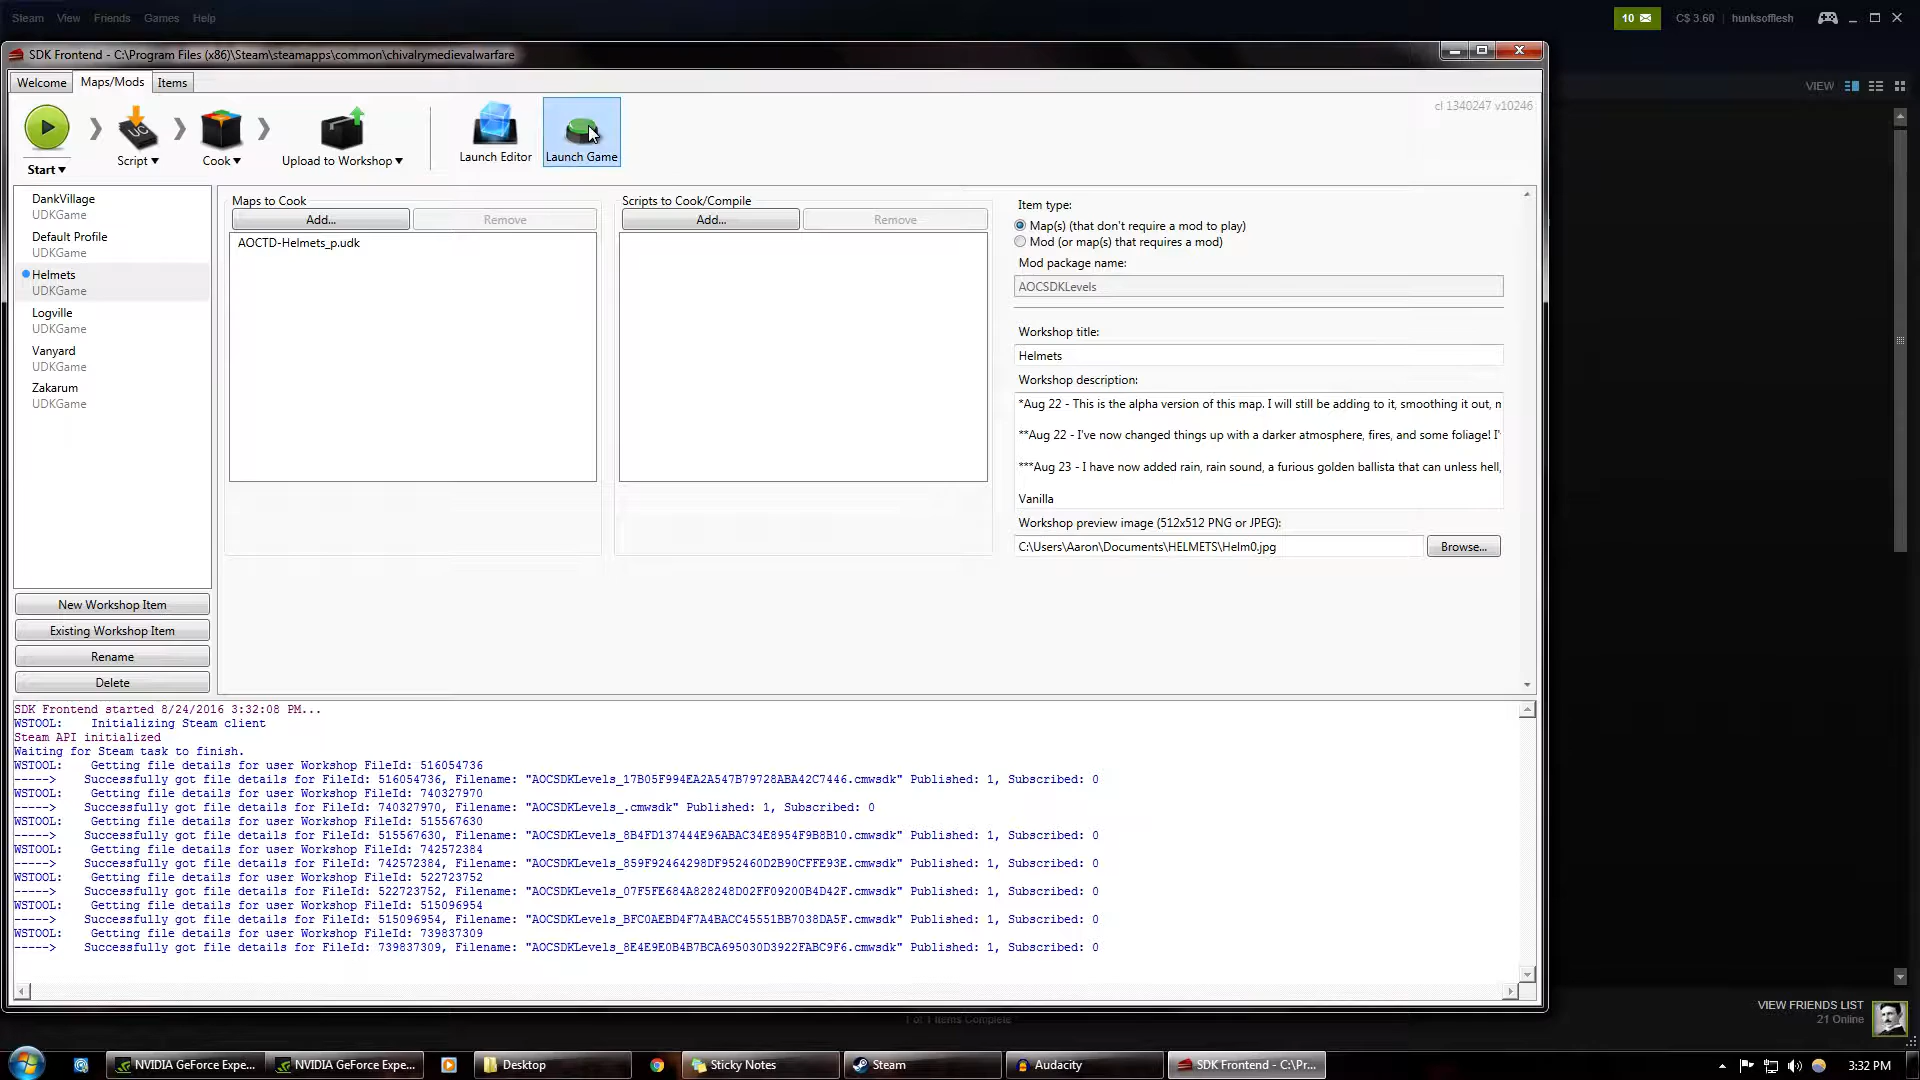 Steam View Friends Games Help
10 C$ 3.60 hunksofflesh
SDK Frontend - C:\Program Files (x86)\Steam\steamapps\common\chivalrymedievalwarfare
VIEW
Welcome Maps/Mods Items
cl 1340247 v10246
Start Script Cook Upload to Workshop Launch Editor Launch Game
DankVillage
UDKGame
Default Profile
UDKGame
Helmets
UDKGame
Logville
UDKGame
Vanyard
UDKGame
Zakarum
UDKGame
New Workshop Item
Existing Workshop Item
Rename
Delete
Maps to Cook
Add... Remove
AOCTD-Helmets_p.udk
Scripts to Cook/Compile
Add... Remove
Item type:
Map(s) (that don't require a mod to play)
Mod (or map(s) that requires a mod)
Mod package name:
AOCSDKLevels
Workshop title:
Helmets
Workshop description:
*Aug 22 - This is the alpha version of this map. I will still be adding to it, smoothing it out,
**Aug 22 - I've now changed things up with a darker atmosphere, fires, and some foliage!
***Aug 23 - I have now added rain, rain sound, a furious golden ballista that can unless hell,
Vanilla
Workshop preview image (512x512 PNG or JPEG):
C:\Users\Aaron\Documents\HELMETS\Helm0.jpg Browse...
SDK Frontend started 8/24/2016 3:32:08 PM...
WSTOOL: Initializing Steam client
Steam API initialized
Waiting for Steam task to finish.
WSTOOL: Getting file details for user Workshop FileId: 516054736
-----> Successfully got file details for FileId: 516054736, Filename: "AOCSDKLevels_17B05F994EA2A547B79728ABA42C7446.cmwsdk" Published: 1, Subscribed: 0
WSTOOL: Getting file details for user Workshop FileId: 740327970
-----> Successfully got file details for FileId: 740327970, Filename: "AOCSDKLevels_.cmwsdk" Published: 1, Subscribed: 0
WSTOOL: Getting file details for user Workshop FileId: 515567630
-----> Successfully got file details for FileId: 515567630, Filename: "AOCSDKLevels_8B4FD137444E96ABAC34E8954F9B8B10.cmwsdk" Published: 1, Subscribed: 0
WSTOOL: Getting file details for user Workshop FileId: 742572384
-----> Successfully got file details for FileId: 742572384, Filename: "AOCSDKLevels_859F92464298DF952460D2B90CFFE93E.cmwsdk" Published: 1, Subscribed: 0
WSTOOL: Getting file details for user Workshop FileId: 522723752
-----> Successfully got file details for FileId: 522723752, Filename: "AOCSDKLevels_07F5FE684A828248D02FF09200B4D42F.cmwsdk" Published: 1, Subscribed: 0
WSTOOL: Getting file details for user Workshop FileId: 515096954
-----> Successfully got file details for FileId: 515096954, Filename: "AOCSDKLevels_BFC0AEBD4F7A4BACC45551BB7038DA5F.cmwsdk" Published: 1, Subscribed: 0
WSTOOL: Getting file details for user Workshop FileId: 739837309
-----> Successfully got file details for FileId: 739837309, Filename: "AOCSDKLevels_8E4E9E0B4B7BCA695030D3922FABC9F6.cmwsdk" Published: 1, Subscribed: 0
VIEW FRIENDS LIST
21 Online
1 of 1 Items Complete
NVIDIA GeForce Expe... NVIDIA GeForce Expe... Desktop Sticky Notes Steam Audacity SDK Frontend - C:\Pr... 3:32 PM